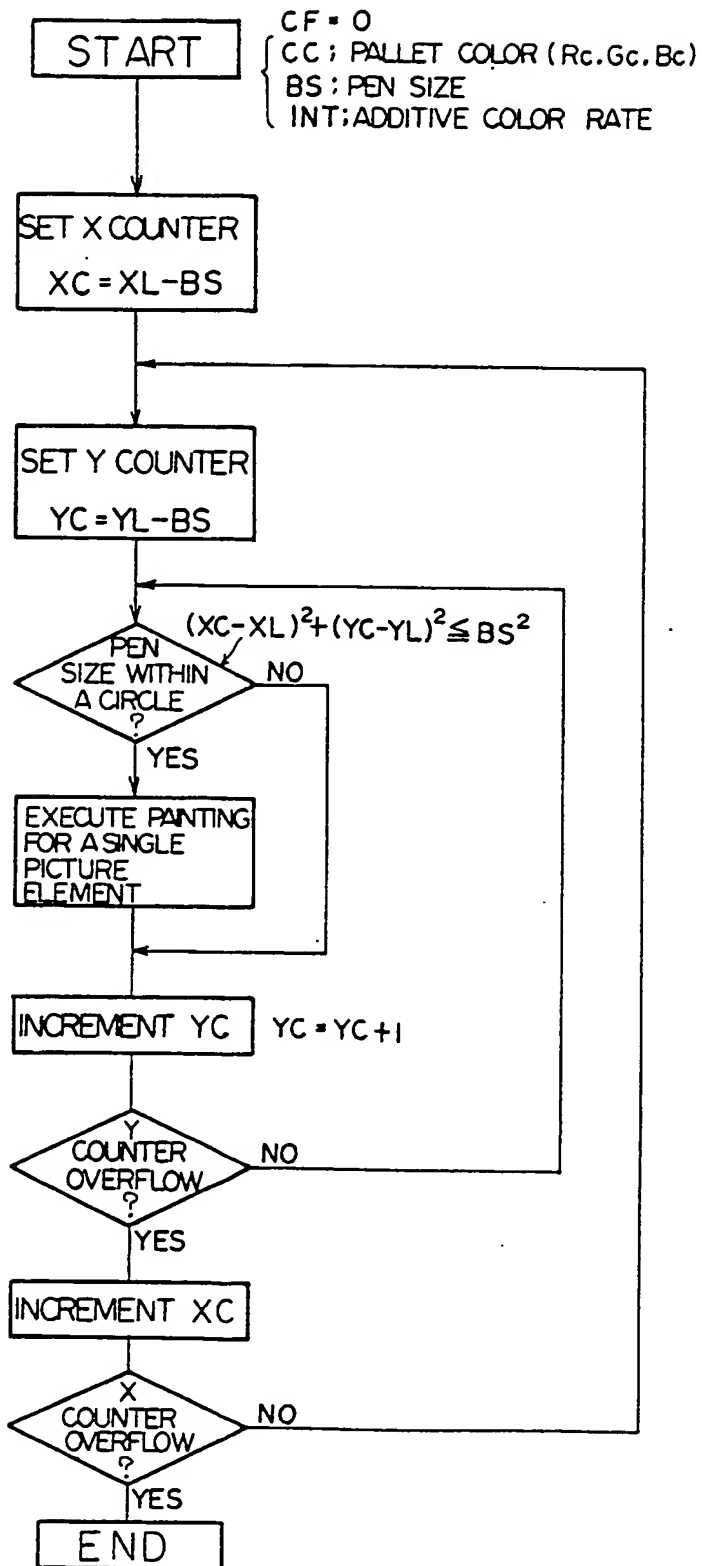 START
CF = 0
CC ; PALLET COLOR (Rc.Gc.Bc)
BS : PEN SIZE
INT; ADDITIVE COLOR RATE
SET X COUNTER
XC = XL-BS
SET Y COUNTER
YC = YL-BS
(XC-XL)²+(YC-YL)² ≦ BS²
PEN
SIZE WITHIN
A CIRCLE
?
NO
YES
EXECUTE PAINTING
FOR A SINGLE
PICTURE
ELEMENT
INCREMENT YC
YC = YC +1
Y
COUNTER
OVERFLOW
?
NO
YES
INCREMENT XC
X
COUNTER
OVERFLOW
?
NO
YES
END